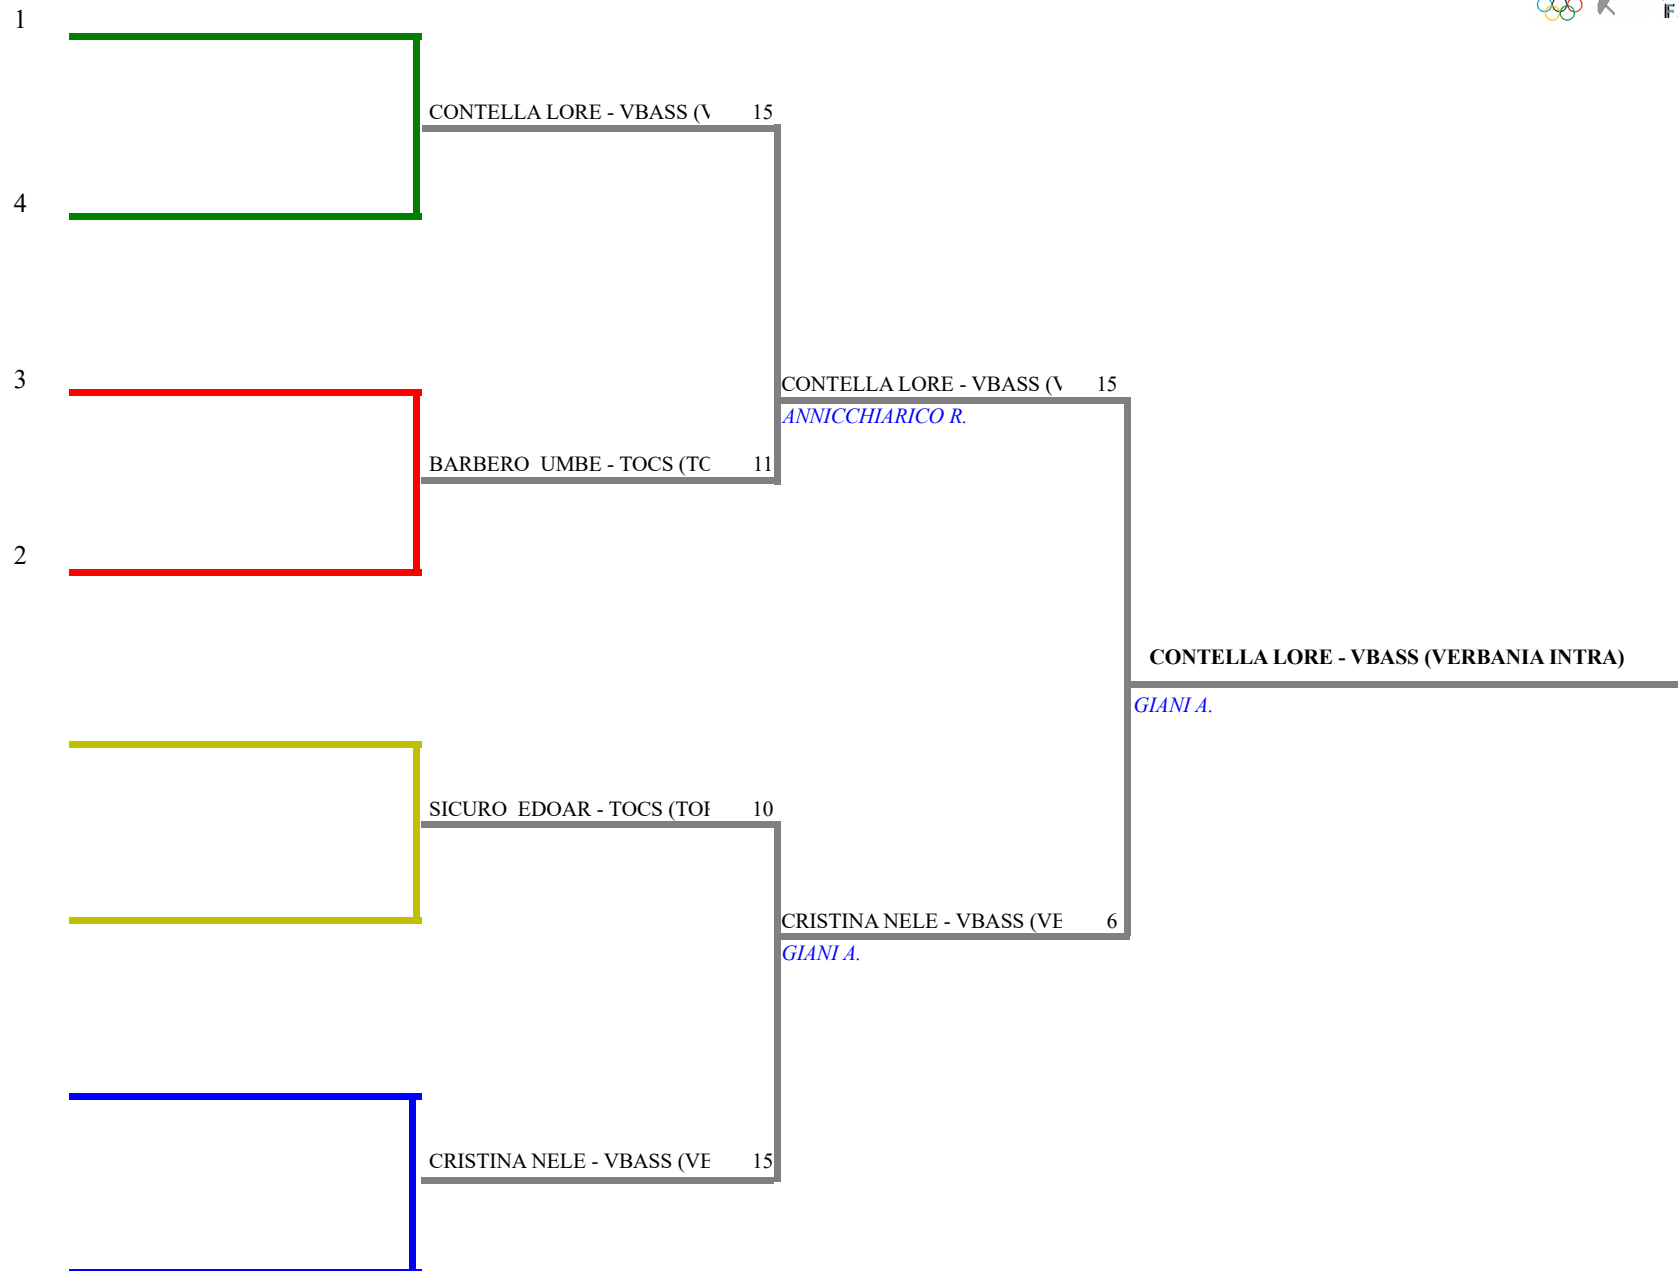 1
CONTELLA LORE - VBASS (V 15
4
3
CONTELLA LORE - VBASS (V 15
ANNICCHIARICO R.
BARBERO UMBE - TOCS (TO 11
2
CONTELLA LORE - VBASS (VERBANIA INTRA)
GIANI A.
SICURO EDOAR - TOCS (TO 10
CRISTINA NELE - VBASS (VE 6
GIANI A.
CRISTINA NELE - VBASS (VE 15